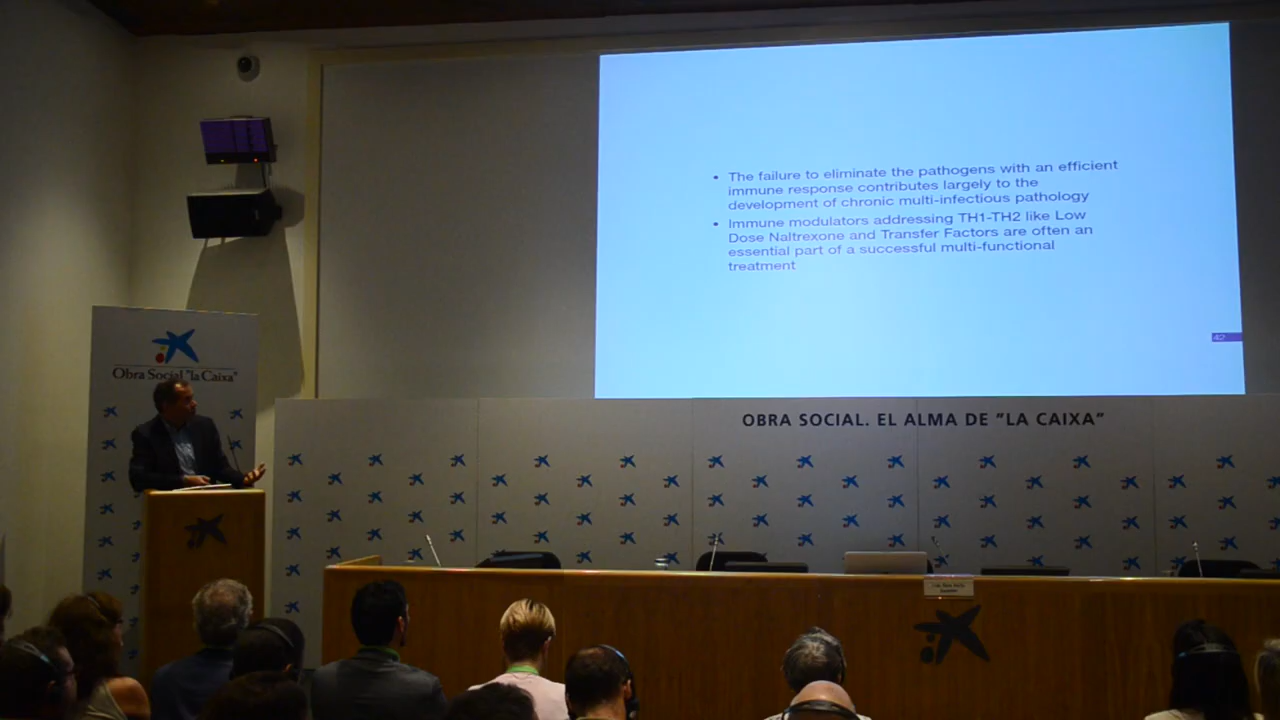 • The failure to eliminate the pathogens with an efficient
immune response contributes largely to the
development of chronic multi-infectious pathology
• Immune modulators addressing TH1-TH2 like Low
Dose Naltrexone and Transfer Factors are often an
essential part of a successful multi-functional
treatment
42
Obra Social "la Caixa"
OBRA SOCIAL. EL ALMA DE "LA CAIXA"